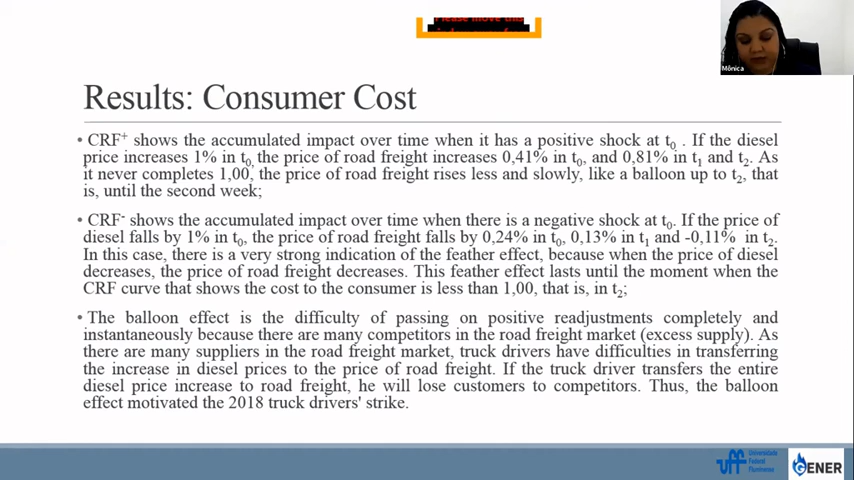 Please move this
Mônica
Results: Consumer Cost
• CRF⁺ shows the accumulated impact over time when it has a positive shock at t₀ . If the diesel
price increases 1% in t₀, the price of road freight increases 0,41% in t₀, and 0,81% in t₁ and t₂. As
it never completes 1,00, the price of road freight rises less and slowly, like a balloon up to t₂, that
is, until the second week;
• CRF⁻ shows the accumulated impact over time when there is a negative shock at t₀. If the price of
diesel falls by 1% in t₀, the price of road freight falls by 0,24% in t₀, 0,13% in t₁ and -0,11% in t₂.
In this case, there is a very strong indication of the feather effect, because when the price of diesel
decreases, the price of road freight decreases. This feather effect lasts until the moment when the
CRF curve that shows the cost to the consumer is less than 1,00, that is, in t₂;
• The balloon effect is the difficulty of passing on positive readjustments completely and
instantaneously because there are many competitors in the road freight market (excess supply). As
there are many suppliers in the road freight market, truck drivers have difficulties in transferring
the increase in diesel prices to the price of road freight. If the truck driver transfers the entire
diesel price increase to road freight, he will lose customers to competitors. Thus, the balloon
effect motivated the 2018 truck drivers' strike.
uff
Universidade
Federal
Fluminense
GENER